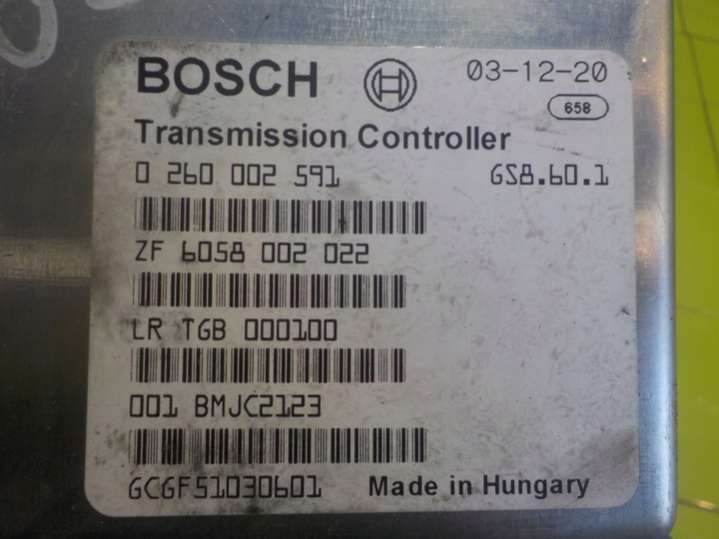 BOSCH 03-12-20
658
Transmission Controller
0 260 002 591 GS8.60.1
ZF 6058 002 022
LR TGB 000100
001 BMJC2123
GCGF51030601 Made in Hungary